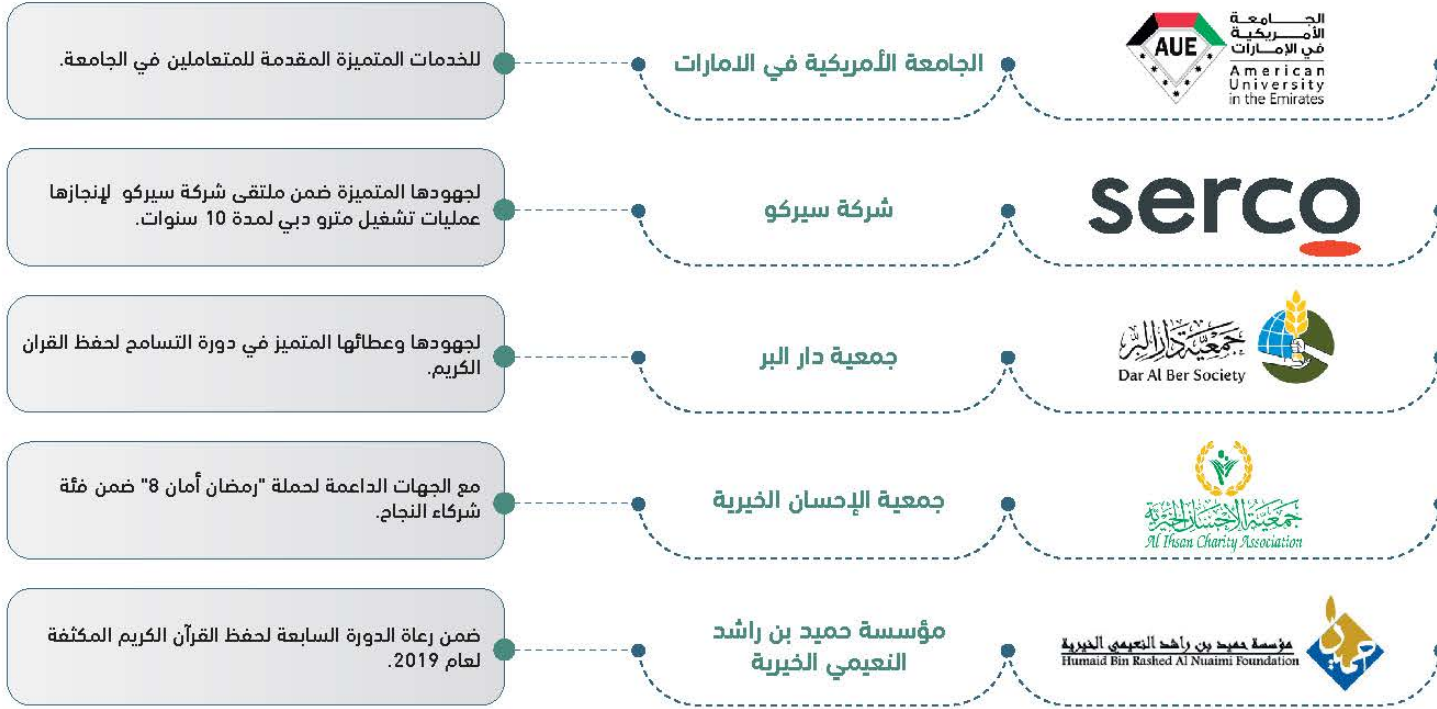 الجـــــامعـــة
الأمــــريكية
في الإمـــارات
AUE
American
University
in the Emirates
الجامعة الأمريكية في الامارات
للخدمات المتميزة المقدمة للمتعاملين في الجامعة.
serco
شركة سيركو
لجهودها المتميزة ضمن ملتقى شركة سيركو لإنجازها
عمليات تشغيل مترو دبي لمدة 10 سنوات.
جمعية دار البر
Dar Al Ber Society
جمعية دار البر
لجهودها وعطائها المتميز في دورة التسامح لحفظ القران
الكريم.
جمعية الإحسان الخيرية
Al Ihsan Charity Association
جمعية الإحسان الخيرية
مع الجهات الداعمة لحملة "رمضان أمان 8" ضمن فئة
شركاء النجاح.
حميد
مؤسسة حميد بن راشد النعيمي الخيرية
Humaid Bin Rashed Al Nuaimi Foundation
مؤسسة حميد بن راشد
النعيمي الخيرية
ضمن رعاة الدورة السابعة لحفظ القرآن الكريم المكثفة
لعام 2019.